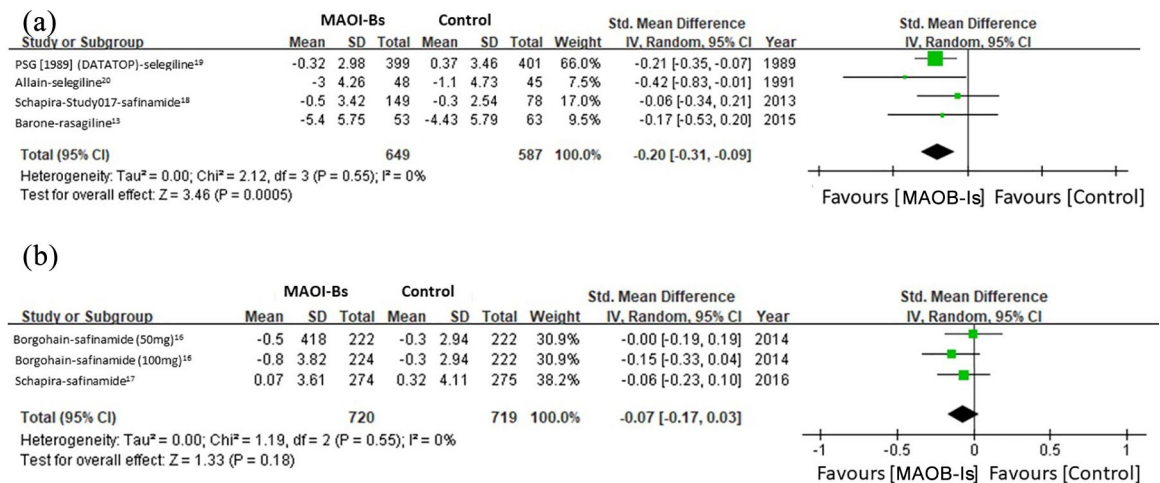 (a)
MAOI-Bs Control Std. Mean Difference Std. Mean Difference
Study or Subgroup Mean SD Total Mean SD Total Weight IV, Random, 95% CI Year IV, Random, 95% CI
PSG [1989] (DATATOP)-selegiline¹⁹ -0.32 2.98 399 0.37 3.46 401 66.0% -0.21 [-0.35, -0.07] 1989
Allain-selegiline²⁰ -3 4.26 48 -1.1 4.73 45 7.5% -0.42 [-0.83, -0.01] 1991
Schapira-Study017-safinamide¹⁸ -0.5 3.42 149 -0.3 2.54 78 17.0% -0.06 [-0.34, 0.21] 2013
Barone-rasagiline¹³ -5.4 5.75 53 -4.43 5.79 63 9.5% -0.17 [-0.53, 0.20] 2015
Total (95% CI) 649 587 100.0% -0.20 [-0.31, -0.09]
Heterogeneity: Tau² = 0.00; Chi² = 2.12, df = 3 (P = 0.55); I² = 0%
Test for overall effect: Z = 3.46 (P = 0.0005)
Favours [MAOB-Is] Favours [Control]
(b)
MAOI-Bs Control Std. Mean Difference Std. Mean Difference
Study or Subgroup Mean SD Total Mean SD Total Weight IV, Random, 95% CI Year IV, Random, 95% CI
Borgohain-safinamide (50mg)¹⁶ -0.5 418 222 -0.3 2.94 222 30.9% -0.00 [-0.19, 0.19] 2014
Borgohain-safinamide (100mg)¹⁶ -0.8 3.82 224 -0.3 2.94 222 30.9% -0.15 [-0.33, 0.04] 2014
Schapira-safinamide¹⁷ 0.07 3.61 274 0.32 4.11 275 38.2% -0.06 [-0.23, 0.10] 2016
Total (95% CI) 720 719 100.0% -0.07 [-0.17, 0.03]
Heterogeneity: Tau² = 0.00; Chi² = 1.19, df = 2 (P = 0.55); I² = 0%
Test for overall effect: Z = 1.33 (P = 0.18)
-1 -0.5 0 0.5 1
Favours [MAOB-Is] Favours [Control]